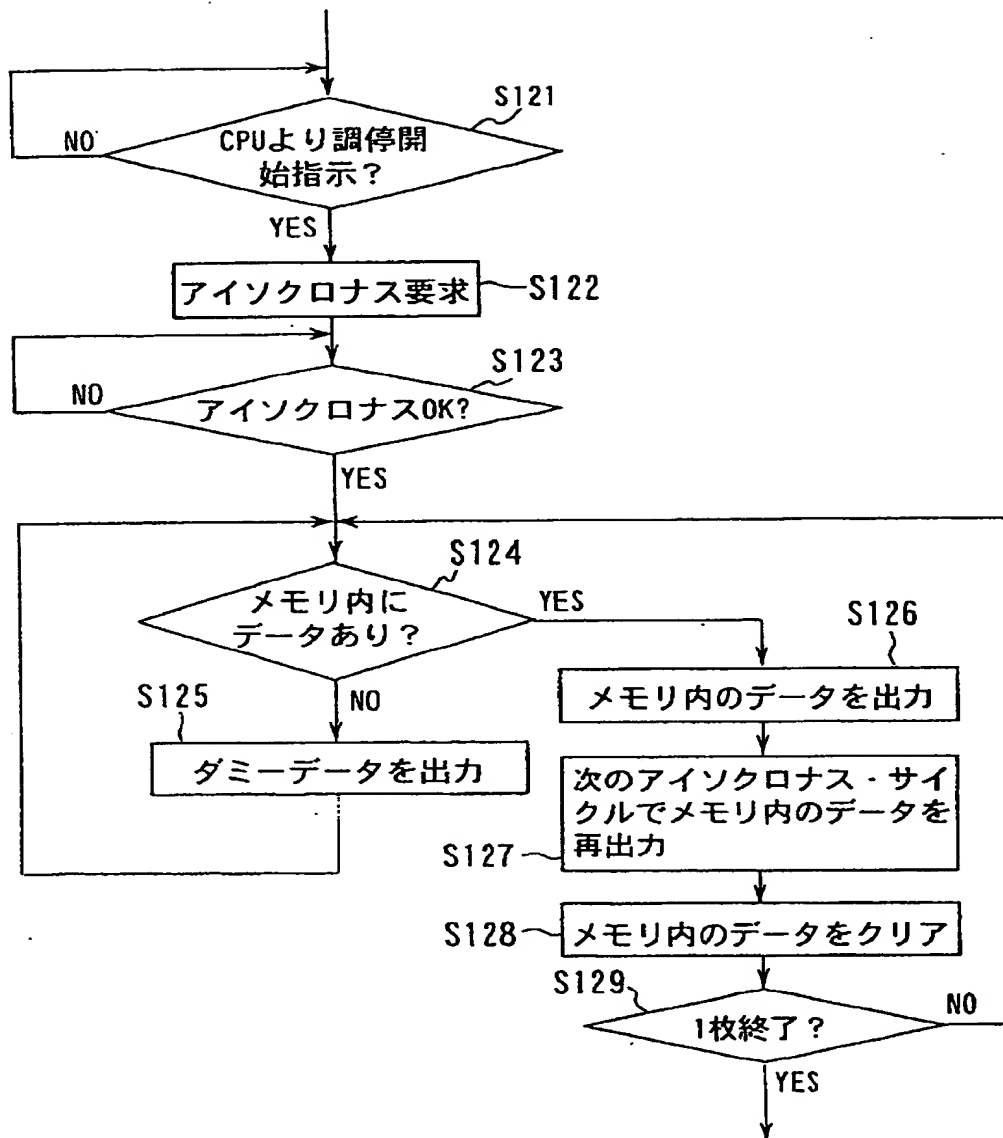 S121
NO
CPUより調停開
始指示?
YES
アイソクロナス要求
S122
S123
NO
アイソクロナスOK?
YES
S124
メモリ内に
データあり?
YES
S126
メモリ内のデータを出力
S125
NO
ダミーデータを出力
次のアイソクロナス・サイ
クルでメモリ内のデータを
再出力
S127
S128
メモリ内のデータをクリア
S129
1枚終了?
NO
YES